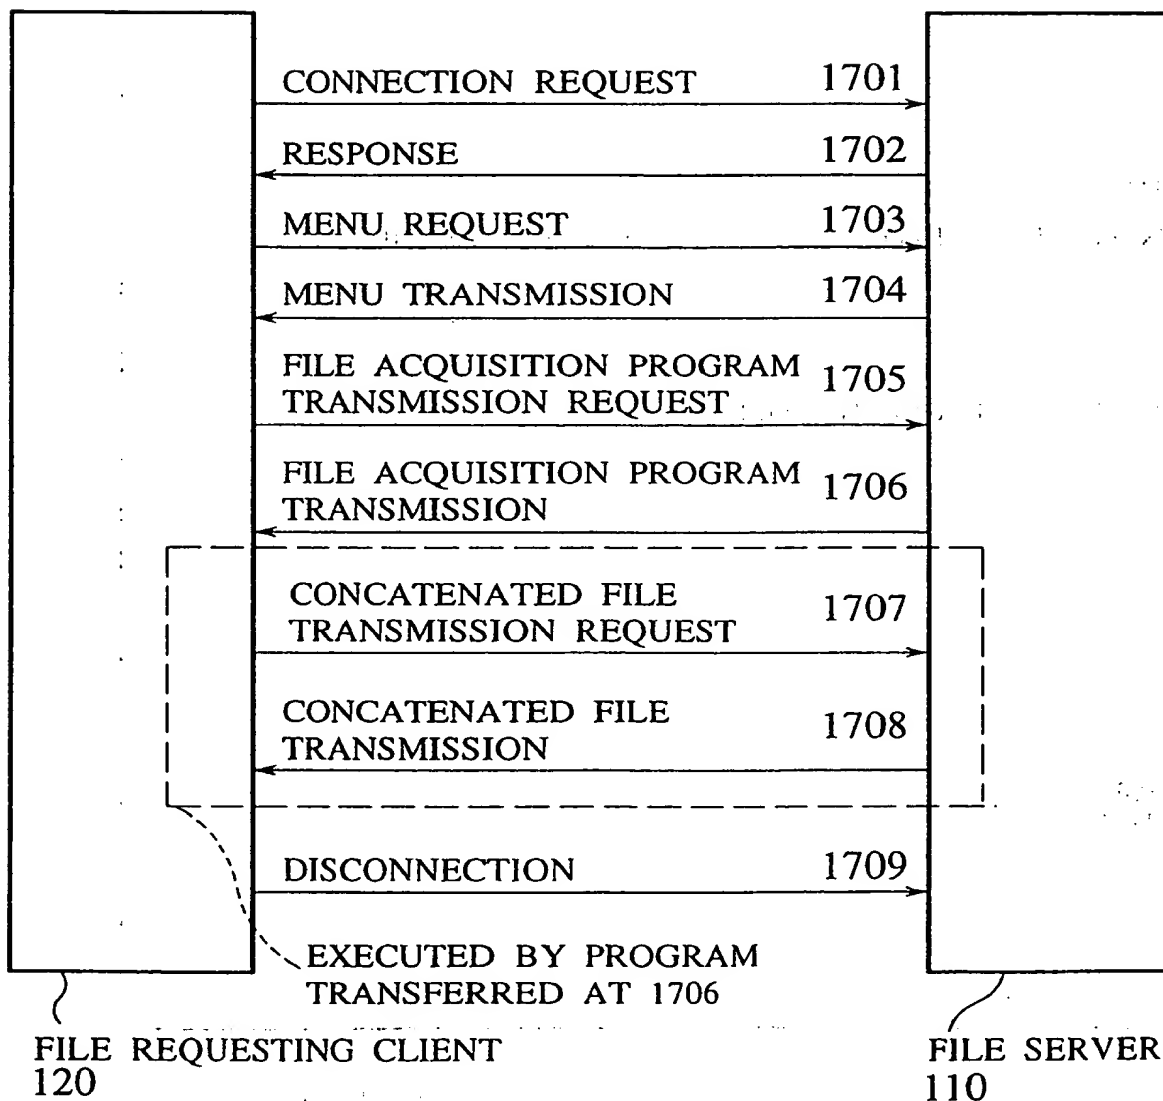 CONNECTION REQUEST 1701
RESPONSE 1702
MENU REQUEST 1703
MENU TRANSMISSION 1704
FILE ACQUISITION PROGRAM
TRANSMISSION REQUEST 1705
FILE ACQUISITION PROGRAM
TRANSMISSION 1706
CONCATENATED FILE
TRANSMISSION REQUEST 1707
CONCATENATED FILE
TRANSMISSION 1708
DISCONNECTION 1709
EXECUTED BY PROGRAM
TRANSFERRED AT 1706
FILE REQUESTING CLIENT
120
FILE SERVER
110